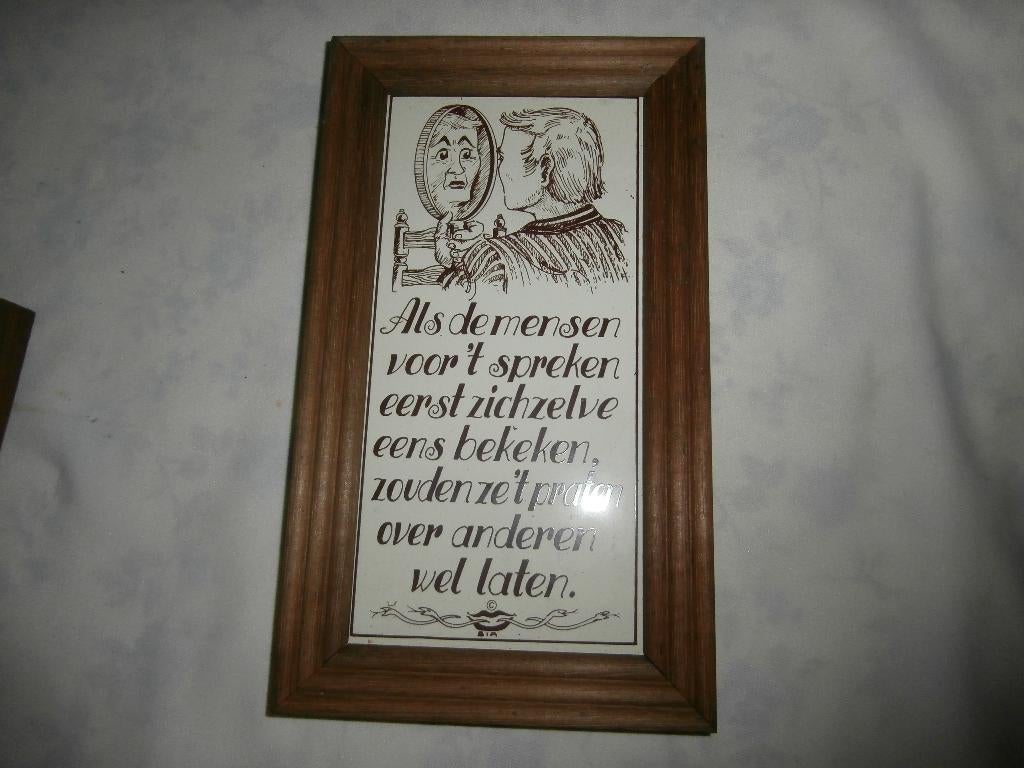 Als de mensen
voor 't spreken
eerst zichzelve
eens bekeken,
zouden ze 't praten
over anderen
wel laten.
©